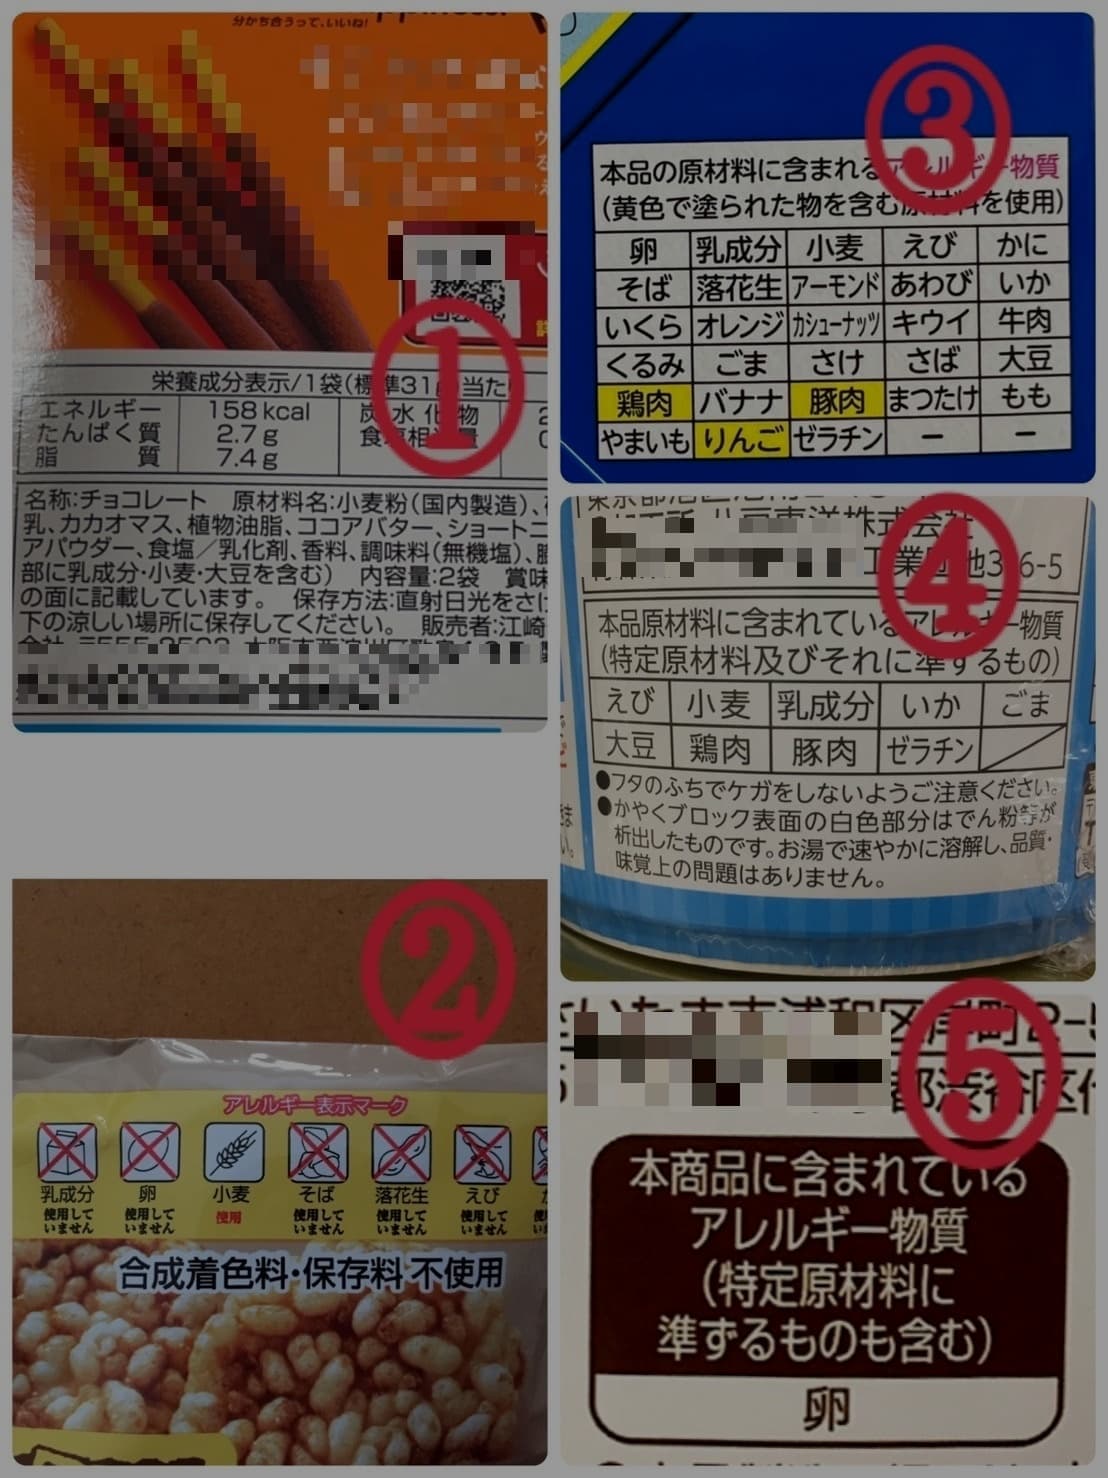 分かち合うって、いいね!
①
栄養成分表示/1袋(標準31g)当たり
エネルギー 158kcal 炭水化物 2
たんぱく質 2.7g 食塩相当量 0
脂質 7.4g
名称:チョコレート 原材料名:小麦粉(国内製造)、
乳、カカオマス、植物油脂、ココアバター、ショートニ
アパウダー、食塩/乳化剤、香料、調味料(無機塩)、膨
部に乳成分・小麦・大豆を含む) 内容量:2袋 賞味
の面に記載しています。 保存方法:直射日光をさけ
下の涼しい場所に保存してください。 販売者:江崎
②
アレルギー表示マーク
乳成分 卵 小麦 そば 落花生 えび
使用していません 使用していません 使用 使用していません 使用していません 使用していません
合成着色料・保存料 不使用
③
本品の原材料に含まれるアレルギー物質
(黄色で塗られた物を含む原材料を使用)
卵 乳成分 小麦 えび かに
そば 落花生 アーモンド あわび いか
いくら オレンジ カシューナッツ キウイ 牛肉
くるみ ごま さけ さば 大豆
鶏肉 バナナ 豚肉 まつたけ もも
やまいも りんご ゼラチン ー ー
④
株式会社
工業団地3-6-5
本品原材料に含まれているアレルギー物質
(特定原材料及びそれに準ずるもの)
えび 小麦 乳成分 いか ごま
大豆 鶏肉 豚肉 ゼラチン
●フタのふちでケガをしないようご注意ください。
●かやくブロック表面の白色部分はでん粉等が
析出したものです。お湯で速やかに溶解し、品質・
味覚上の問題はありません。
⑤
さいたま市浦和区岸町2-
都渋谷区代
本商品に含まれている
アレルギー物質
(特定原材料に
準ずるものも含む)
卵